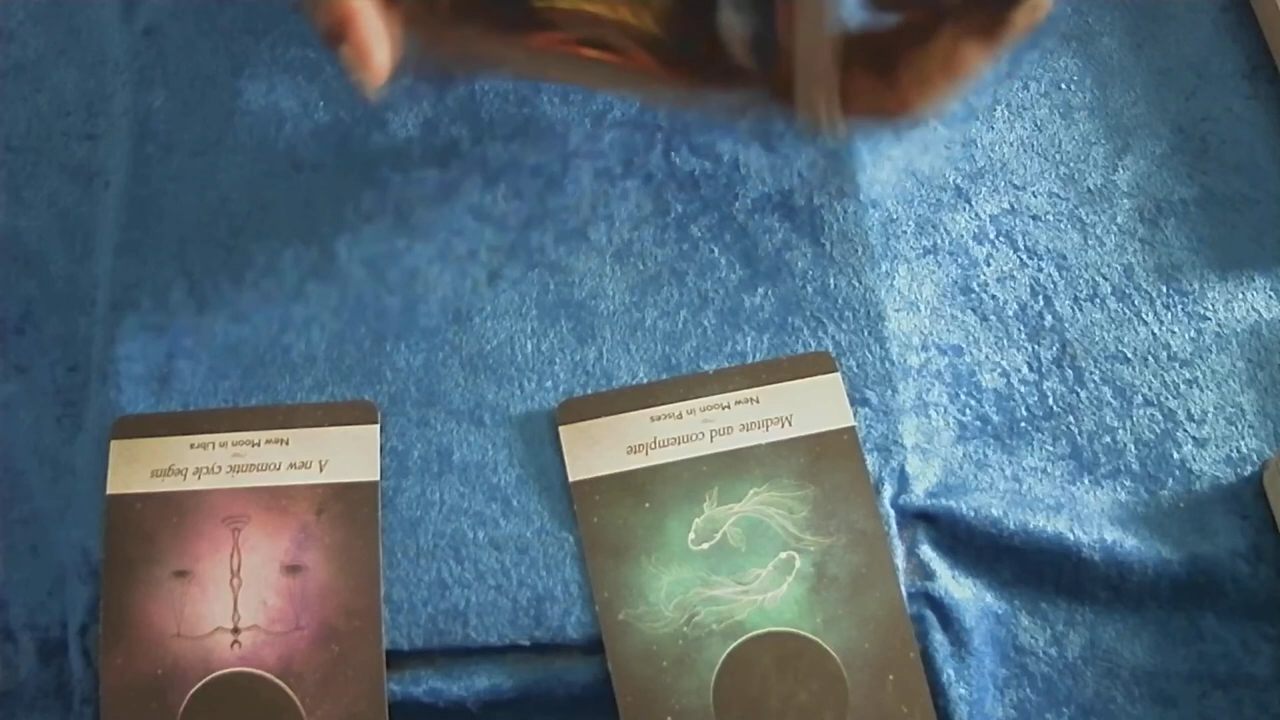 A new romantic cycle begins
New Moon in Libra
Meditate and contemplate
New Moon in Pisces